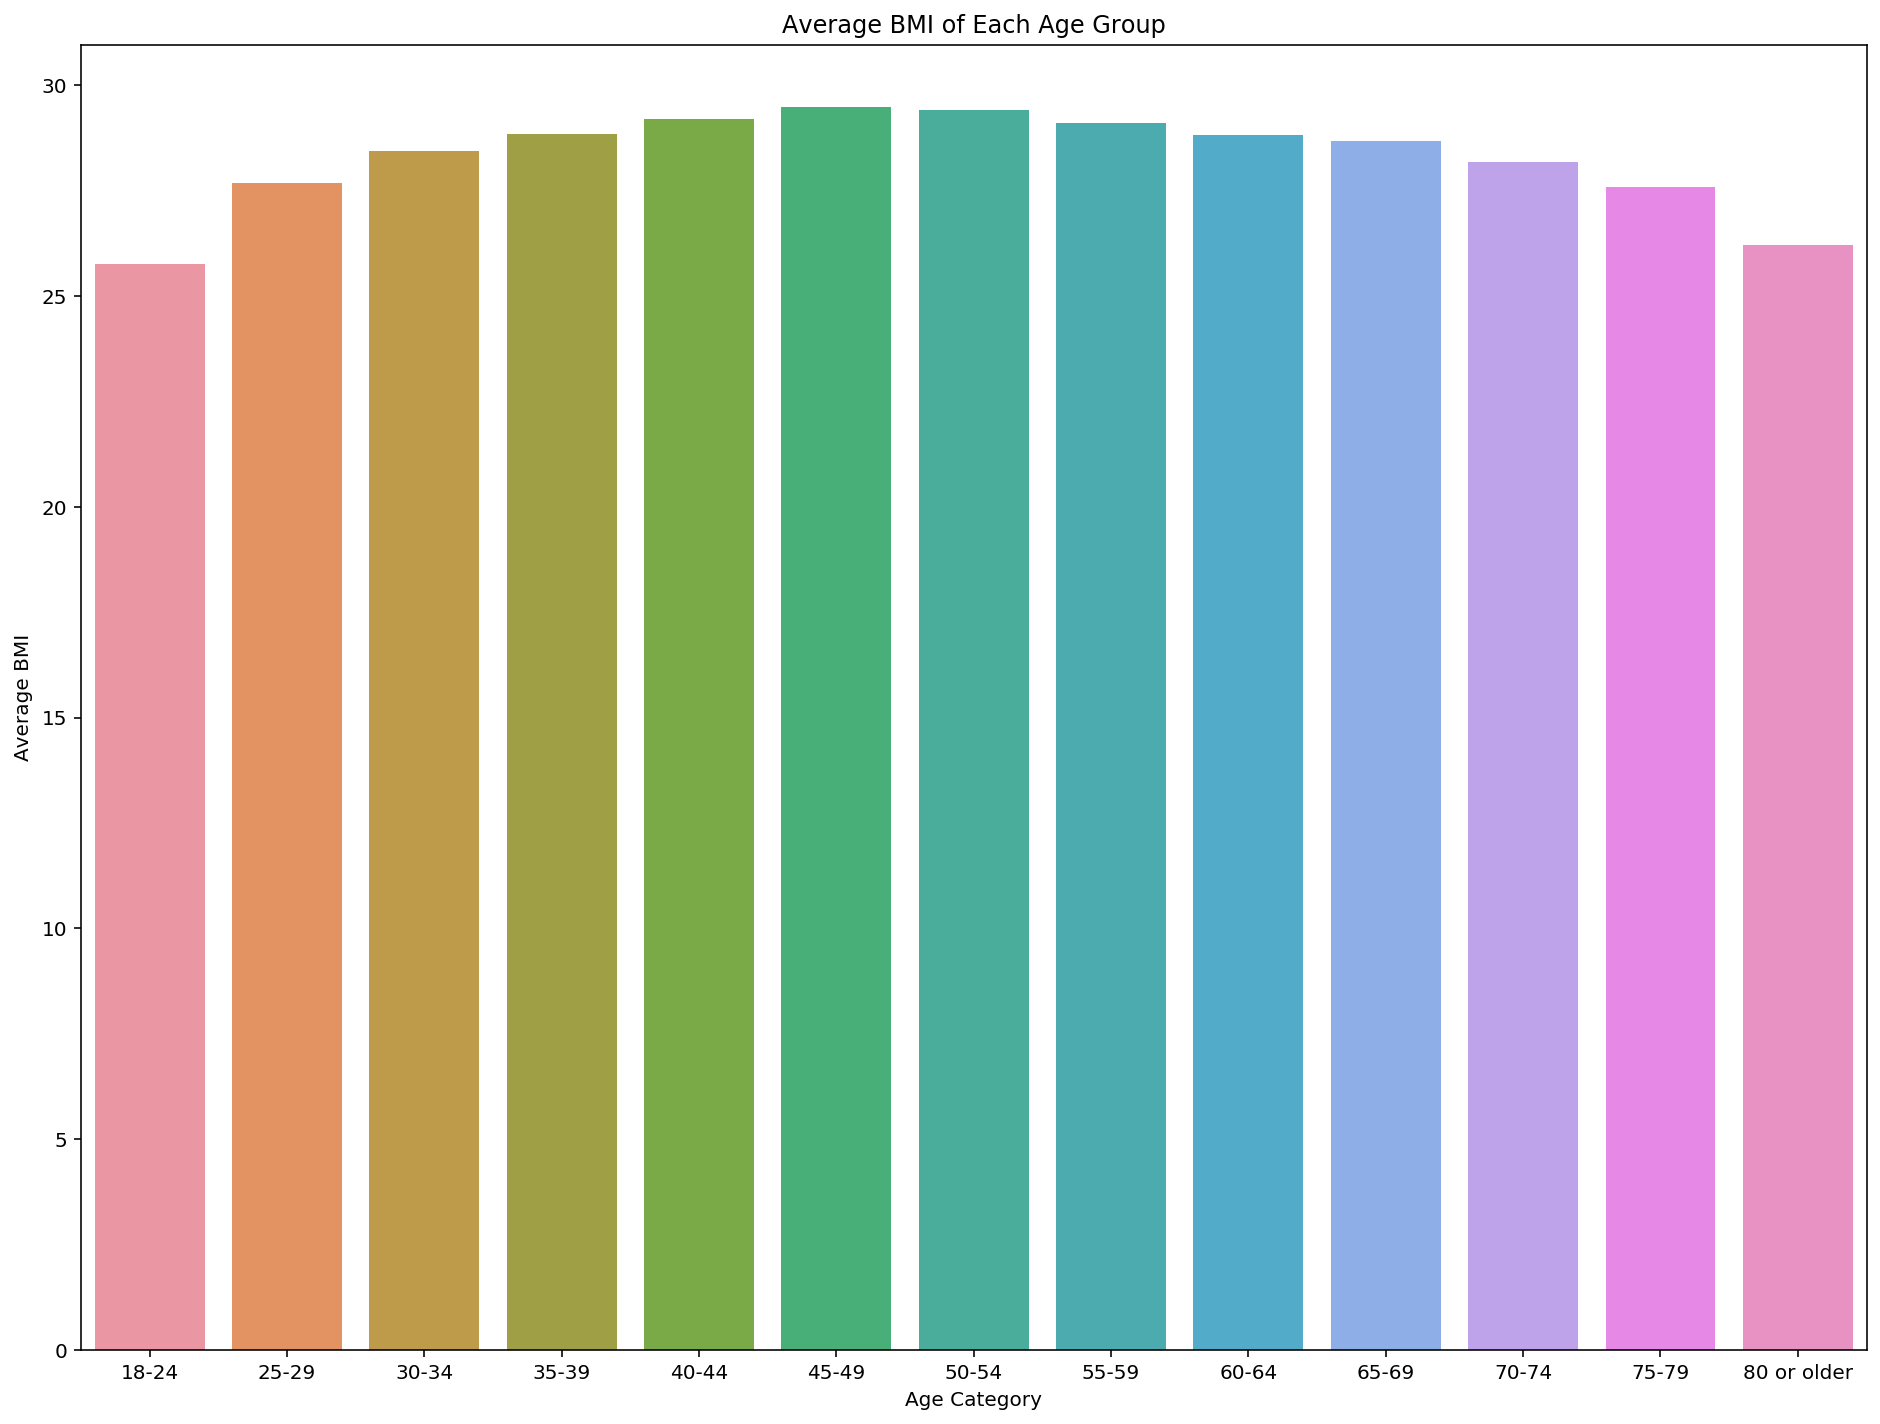 Average BMI of Each Age Group
30
25
20
15
10
5
0
Average BMI
18-24 25-29 30-34 35-39 40-44 45-49 50-54 55-59 60-64 65-69 70-74 75-79 80 or older
Age Category